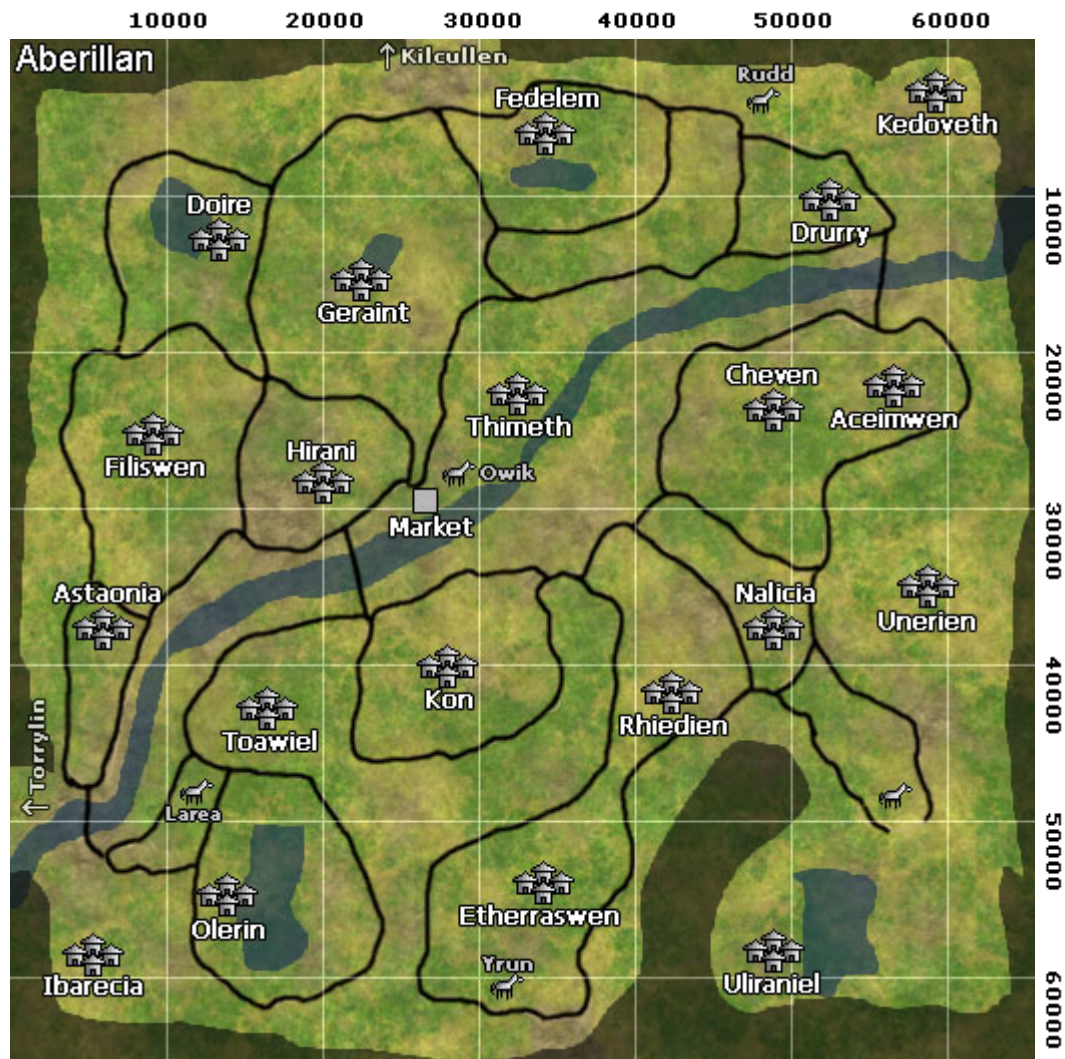 10000 20000 30000 40000 50000 60000
Aberillan
↑ Kilcullen
Rudd
Fedelem
Kedoveth
10000
Doire
Drurry
Geraint
20000
Cheven
Thimeth
Aceimwen
Hirani
Filiswen
Owik
30000
Market
Astaonia
Nalicia
Unerien
40000
Kon
Rhiedien
Toawiel
← Torrylin
Larea
50000
Etherraswen
Olerin
Yrun
60000
Ibarecia
Uliraniel